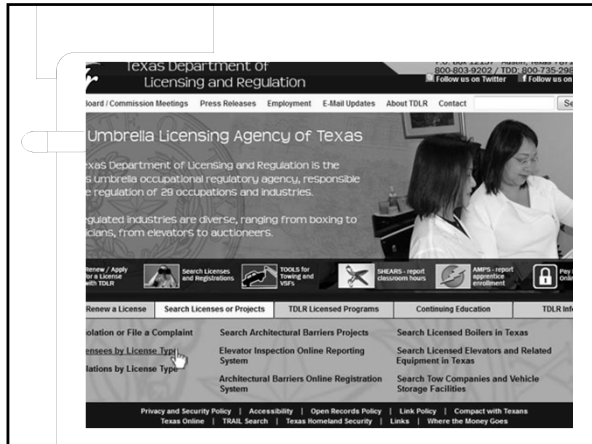 Texas Department of
Licensing and Regulation
800-803-9202 / TDD: 800-735-298
Follow us on Twitter Follow us on
oard / Commission Meetings Press Releases Employment E-Mail Updates About TDLR Contact Se
Umbrella Licensing Agency of Texas
exas Department of Licensing and Regulation is the
s umbrella occupational regulatory agency, responsible
e regulation of 29 occupations and industries.
egulated industries are diverse, ranging from boxing to
icians, from elevators to auctioneers.
Renew / Apply
for a License
with TDLR
Search Licenses
and Registrations
TOOLS for
Towing and
VSFs
SHEARS - report
classroom hours
AMPS - report
apprentice
enrollment
Pay
Onlin
Renew a License Search Licenses or Projects TDLR Licensed Programs Continuing Education TDLR Info
olation or File a Complaint
ensees by License Type
lations by License Type
Search Architectural Barriers Projects
Elevator Inspection Online Reporting
System
Architectural Barriers Online Registration
System
Search Licensed Boilers in Texas
Search Licensed Elevators and Related
Equipment in Texas
Search Tow Companies and Vehicle
Storage Facilities
Privacy and Security Policy | Accessibility | Open Records Policy | Link Policy | Compact with Texans
Texas Online | TRAIL Search | Texas Homeland Security | Links | Where the Money Goes